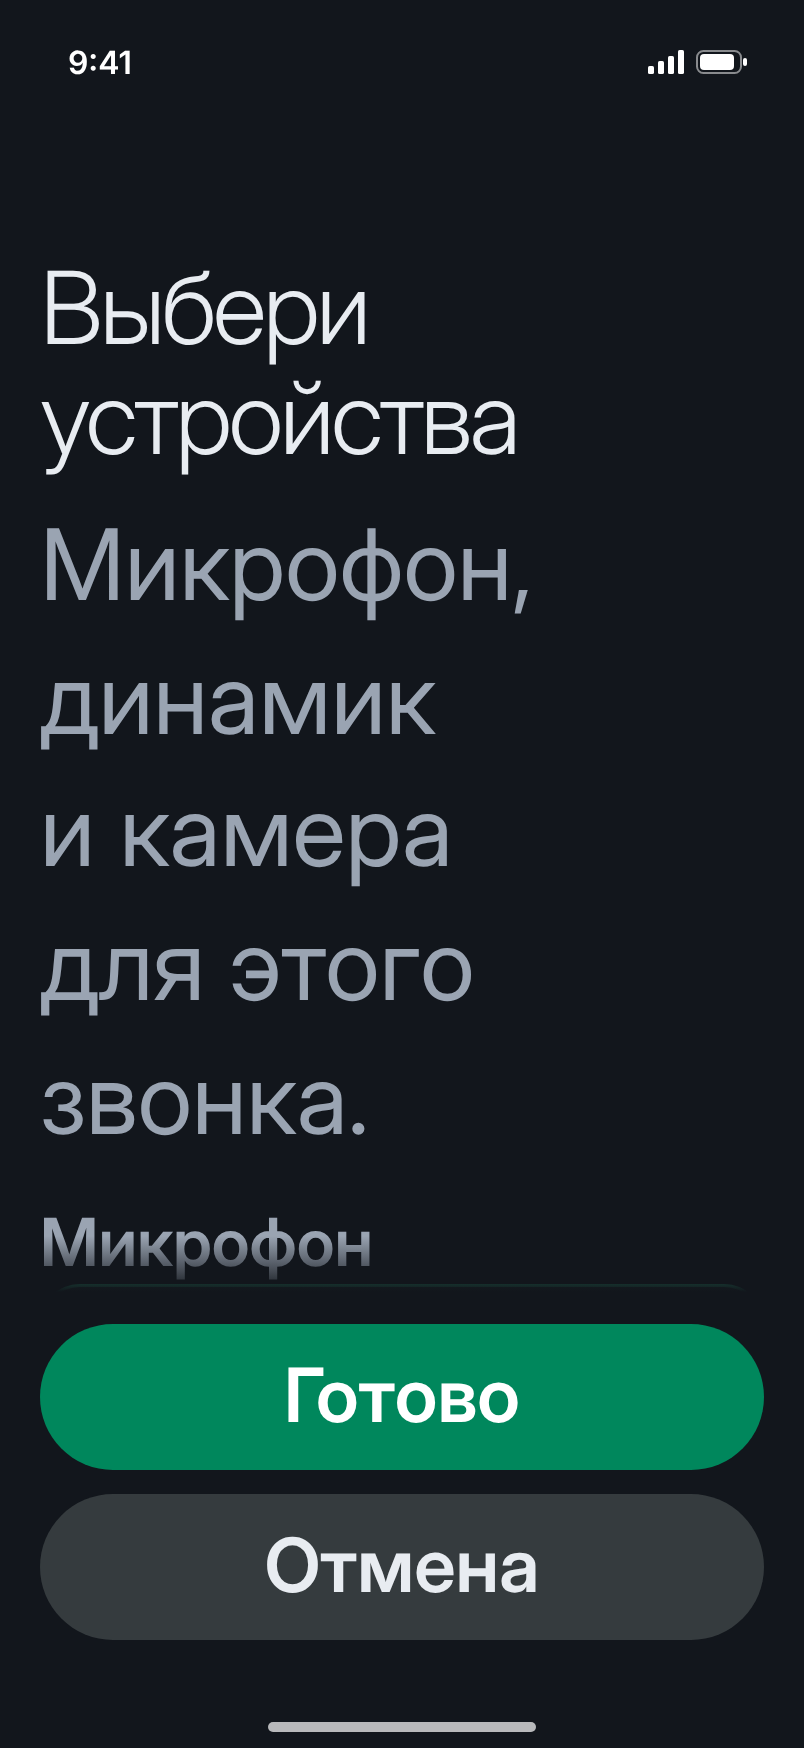 9:41
Выбери
устройства
Микрофон,
динамик
и камера
для этого
звонка.
Микрофон
Готово
Отмена